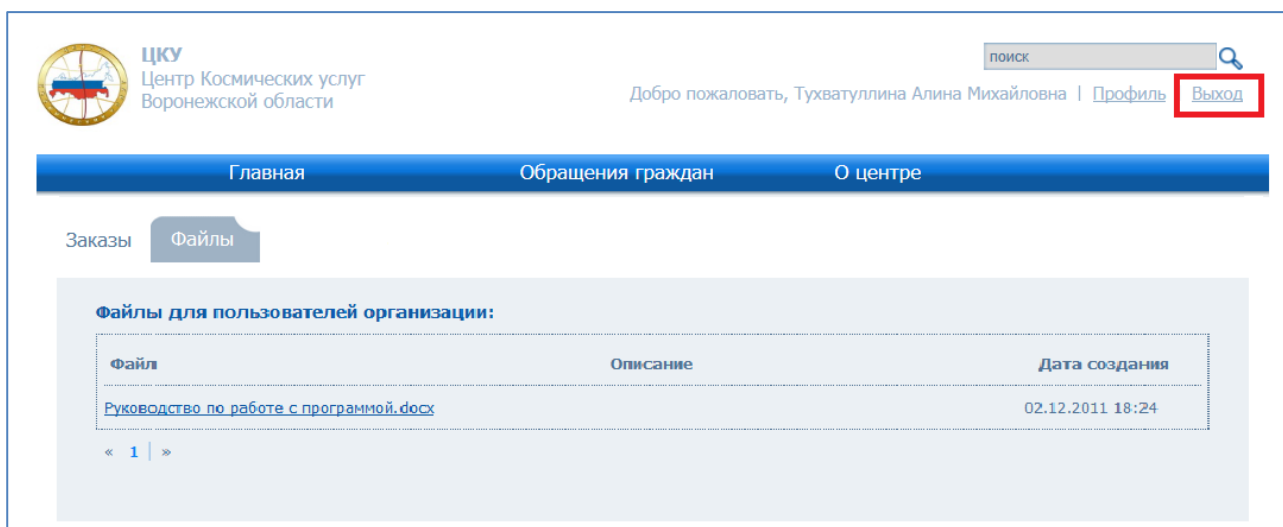 ЦКУ
Центр Космических услуг
Воронежской области
поиск
Добро пожаловать, Тухватуллина Алина Михайловна | Профиль Выход
Главная Обращения граждан О центре
Заказы Файлы
Файлы для пользователей организации:
Файл Описание Дата создания
Руководство по работе с программой.docx 02.12.2011 18:24
« 1 | »